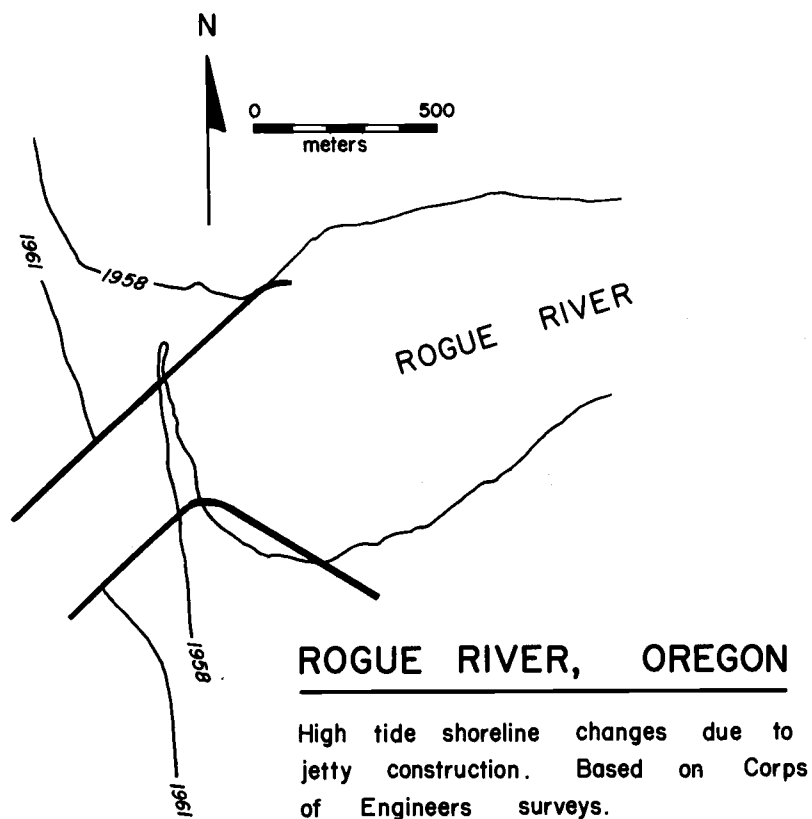 N
0 500
meters
1961
1958
ROGUE RIVER
1958
1961
ROGUE RIVER, OREGON
High tide shoreline changes due to
jetty construction. Based on Corps
of Engineers surveys.